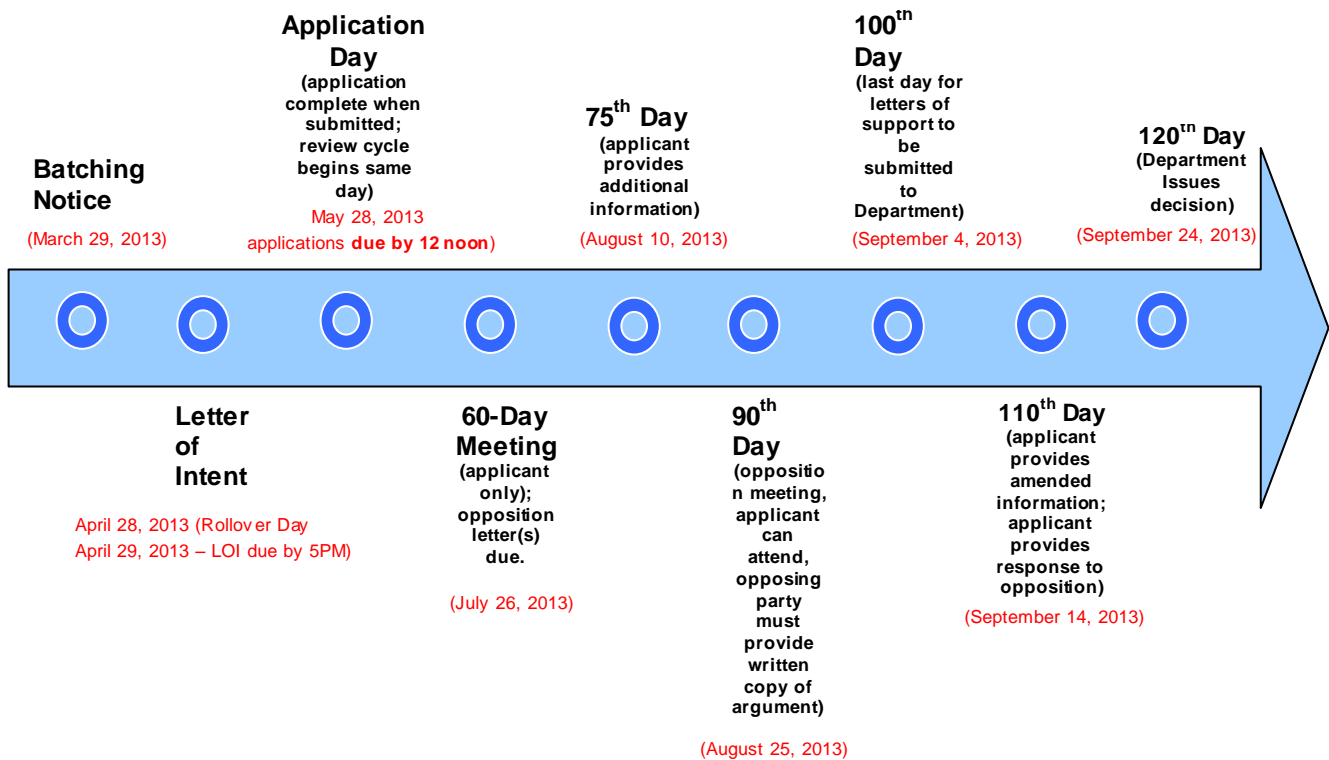 Batching
Notice
(March 29, 2013)
Letter
of
Intent
April 28, 2013 (Rollover Day
April 29, 2013 – LOI due by 5PM)
Application
Day
(application
complete when
submitted;
review cycle
begins same
day)
May 28, 2013
applications due by 12 noon)
60-Day
Meeting
(applicant
only);
opposition
letter(s)
due.
(July 26, 2013)
75th Day
(applicant
provides
additional
information)
(August 10, 2013)
90th
Day
(oppositio
n meeting,
applicant
can
attend,
opposing
party
must
provide
written
copy of
argument)
(August 25, 2013)
100th
Day
(last day for
letters of
support to
be
submitted
to
Department)
(September 4, 2013)
110th Day
(applicant
provides
amended
information;
applicant
provides
response to
opposition)
(September 14, 2013)
120th Day
(Department
Issues
decision)
(September 24, 2013)